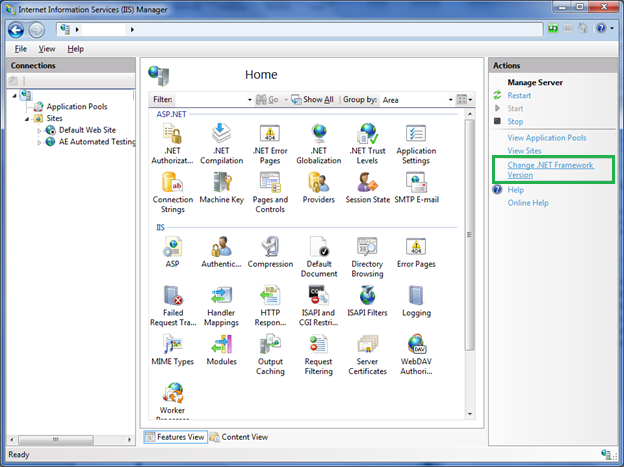 Internet Information Services (IIS) Manager
File View Help
Connections
Application Pools
Sites
Default Web Site
AE Automated Testing
Home
Filter: Go Show All Group by: Area
ASP.NET
.NET Authorizat...
.NET Compilation
.NET Error Pages
.NET Globalization
.NET Trust Levels
Application Settings
Connection Strings
Machine Key
Pages and Controls
Providers
Session State
SMTP E-mail
IIS
ASP
Authentic...
Compression
Default Document
Directory Browsing
Error Pages
Failed Request Tra...
Handler Mappings
HTTP Respon...
ISAPI and CGI Restri...
ISAPI Filters
Logging
MIME Types
Modules
Output Caching
Request Filtering
Server Certificates
WebDAV Authori...
Worker Processes
Features View Content View
Actions
Manage Server
Restart
Start
Stop
View Application Pools
View Sites
Change .NET Framework
Version
Help
Online Help
Ready